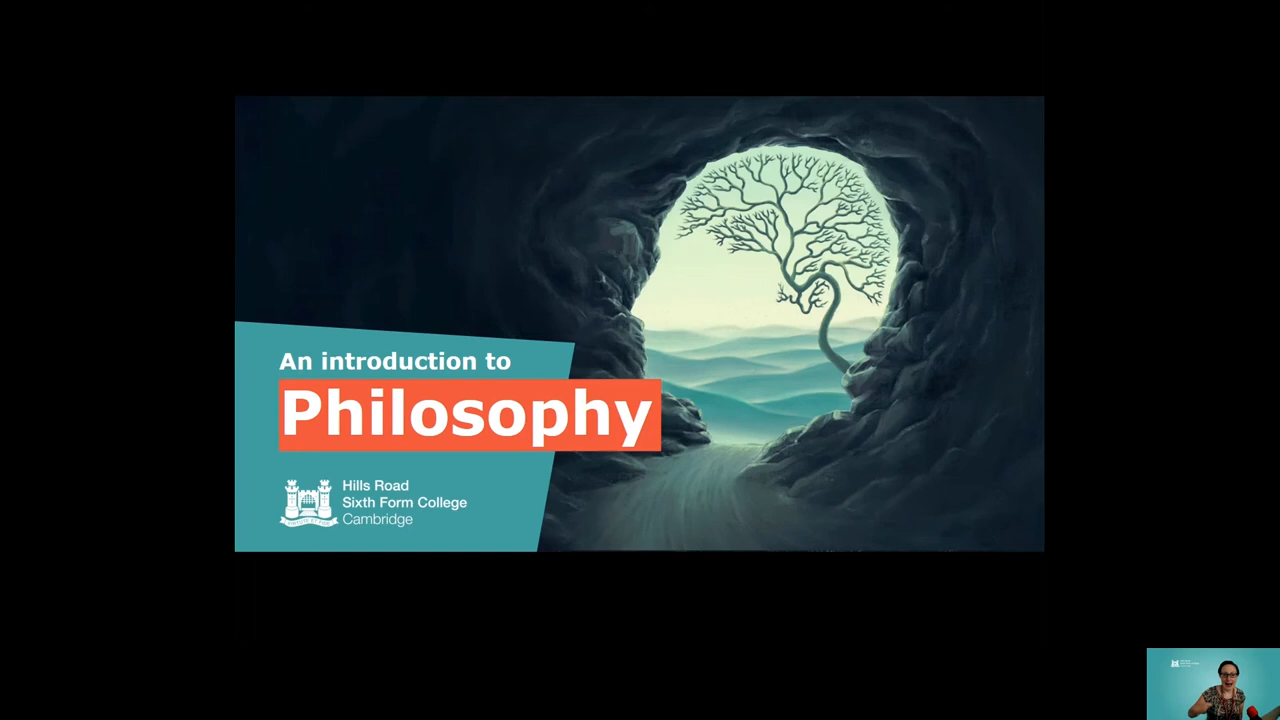 An introduction to
Philosophy
Hills Road
Sixth Form College
Cambridge